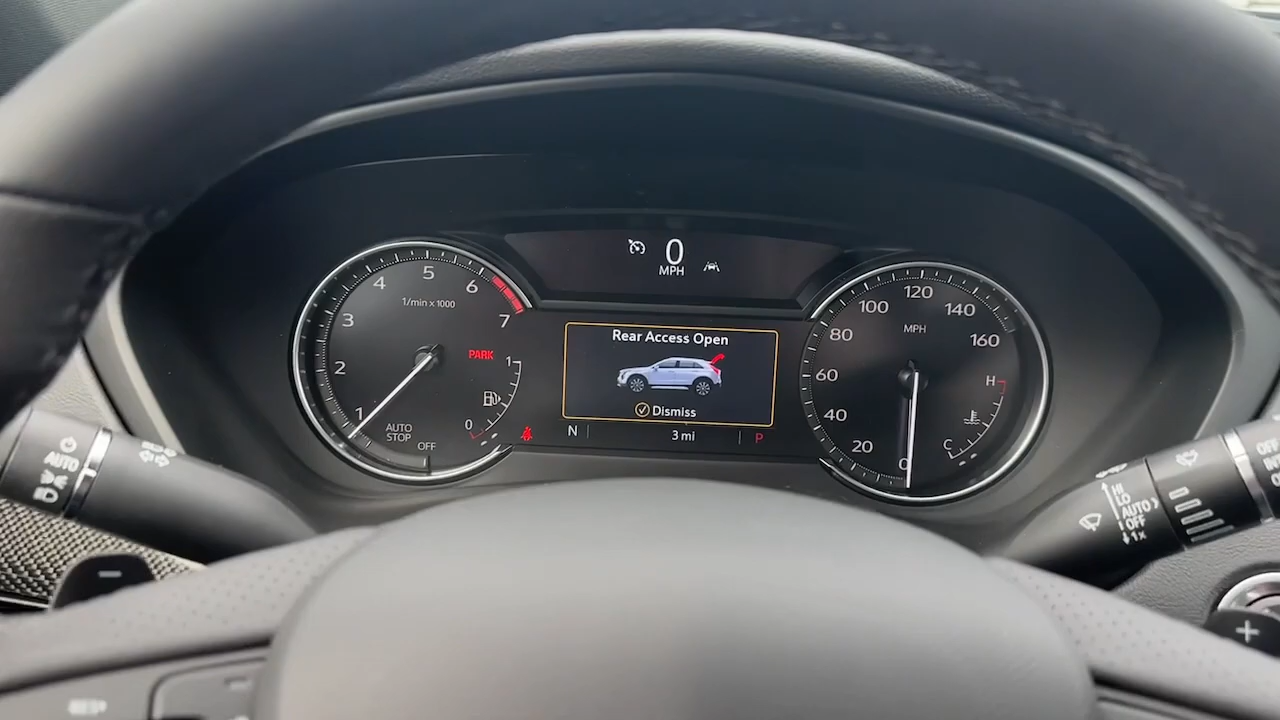 0
MPH
5
4
6
1/min x 1000
3
7
2
PARK
1
1
0
AUTO
STOP
OFF
Rear Access Open
Dismiss
N
3 mi
P
120
100
140
MPH
80
160
60
H
40
20
C
0
AUTO
HI
LO
AUTO
OFF
1x
OFF
INT
−
+